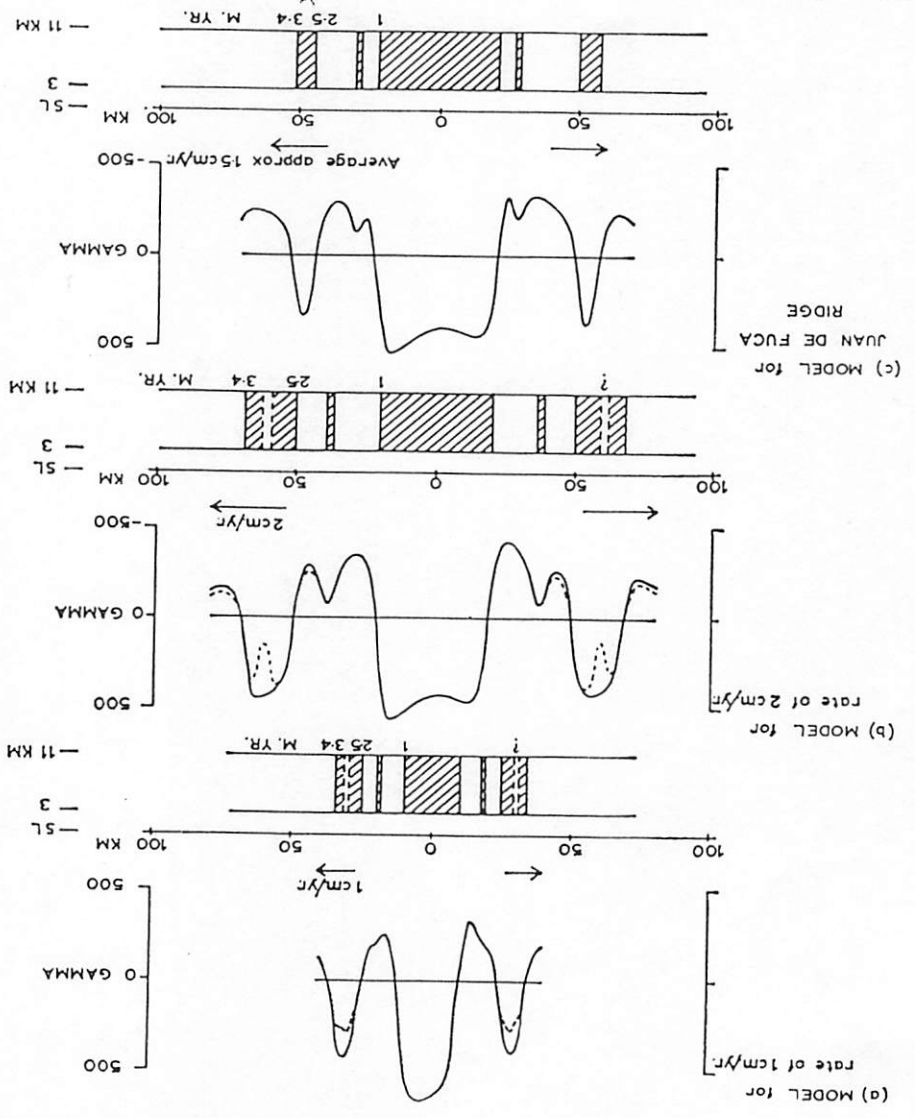 (a) MODEL for
rate of 1cm/yr.
500
0 GAMMA
500
1cm/yr.
100 50 0 50 100 KM
SL
3
11 KM
? 1 25 3·4 M. YR.
(b) MODEL for
rate of 2cm/yr.
500
0 GAMMA
-500
2cm/yr.
100 50 0 50 100 KM
SL
3
11 KM
? 1 25 3·4 M. YR.
(c) MODEL for
JUAN DE FUCA
RIDGE
500
0 GAMMA
-500
Average approx 1·5cm/yr.
100 50 0 50 100 KM
SL
3
11 KM
1 2·5 3·4 M. YR.